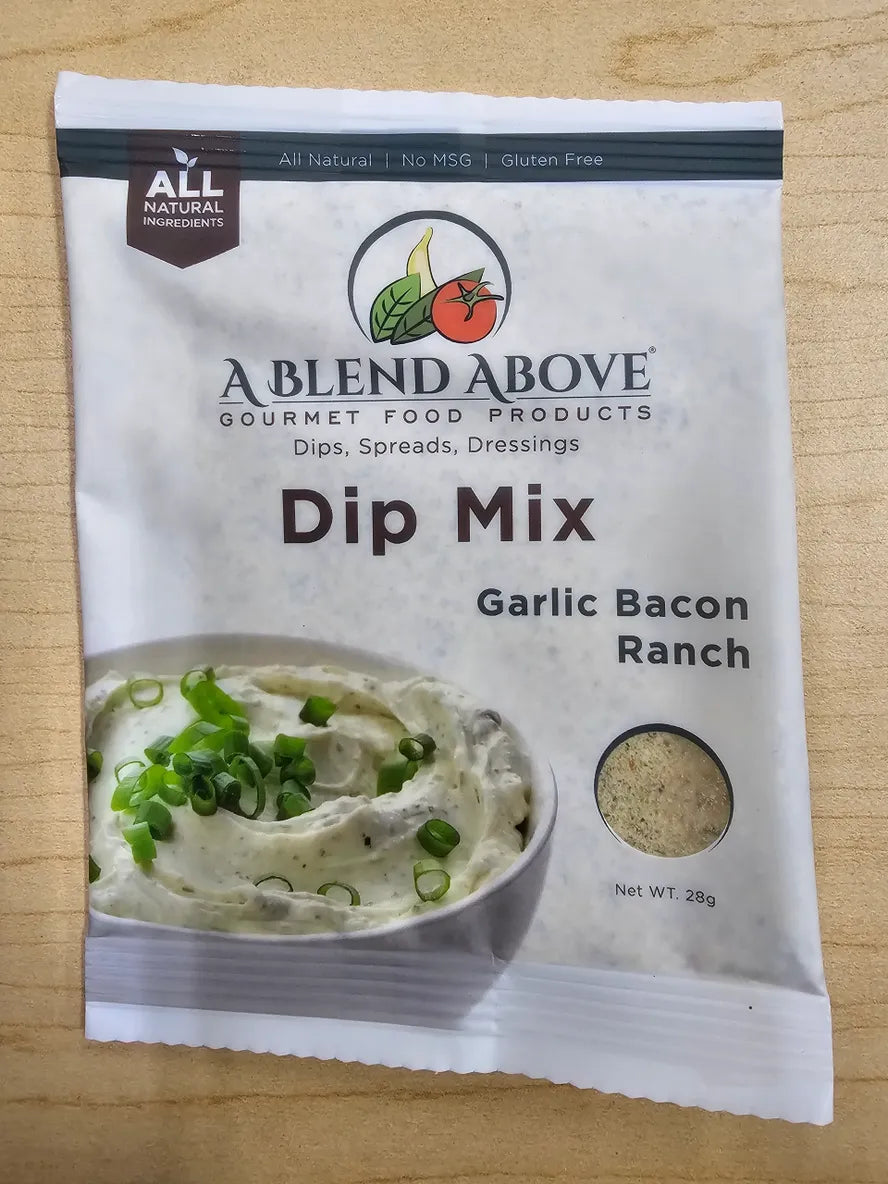 All Natural | No MSG | Gluten Free
ALL
NATURAL
INGREDIENTS
A BLEND ABOVE®
GOURMET FOOD PRODUCTS
Dips, Spreads, Dressings
Dip Mix
Garlic Bacon
Ranch
Net WT. 28g